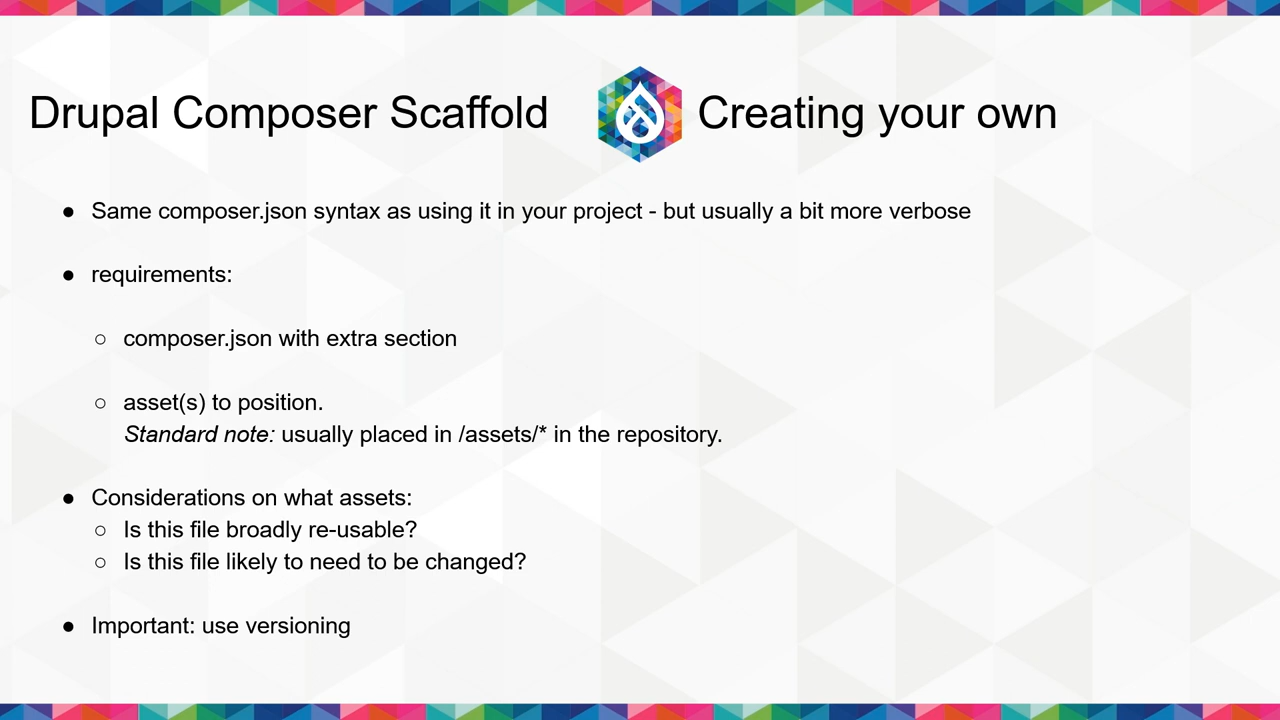 Drupal Composer Scaffold Creating your own
● Same composer.json syntax as using it in your project - but usually a bit more verbose
● requirements:
○ composer.json with extra section
○ asset(s) to position.
Standard note: usually placed in /assets/* in the repository.
● Considerations on what assets:
○ Is this file broadly re-usable?
○ Is this file likely to need to be changed?
● Important: use versioning